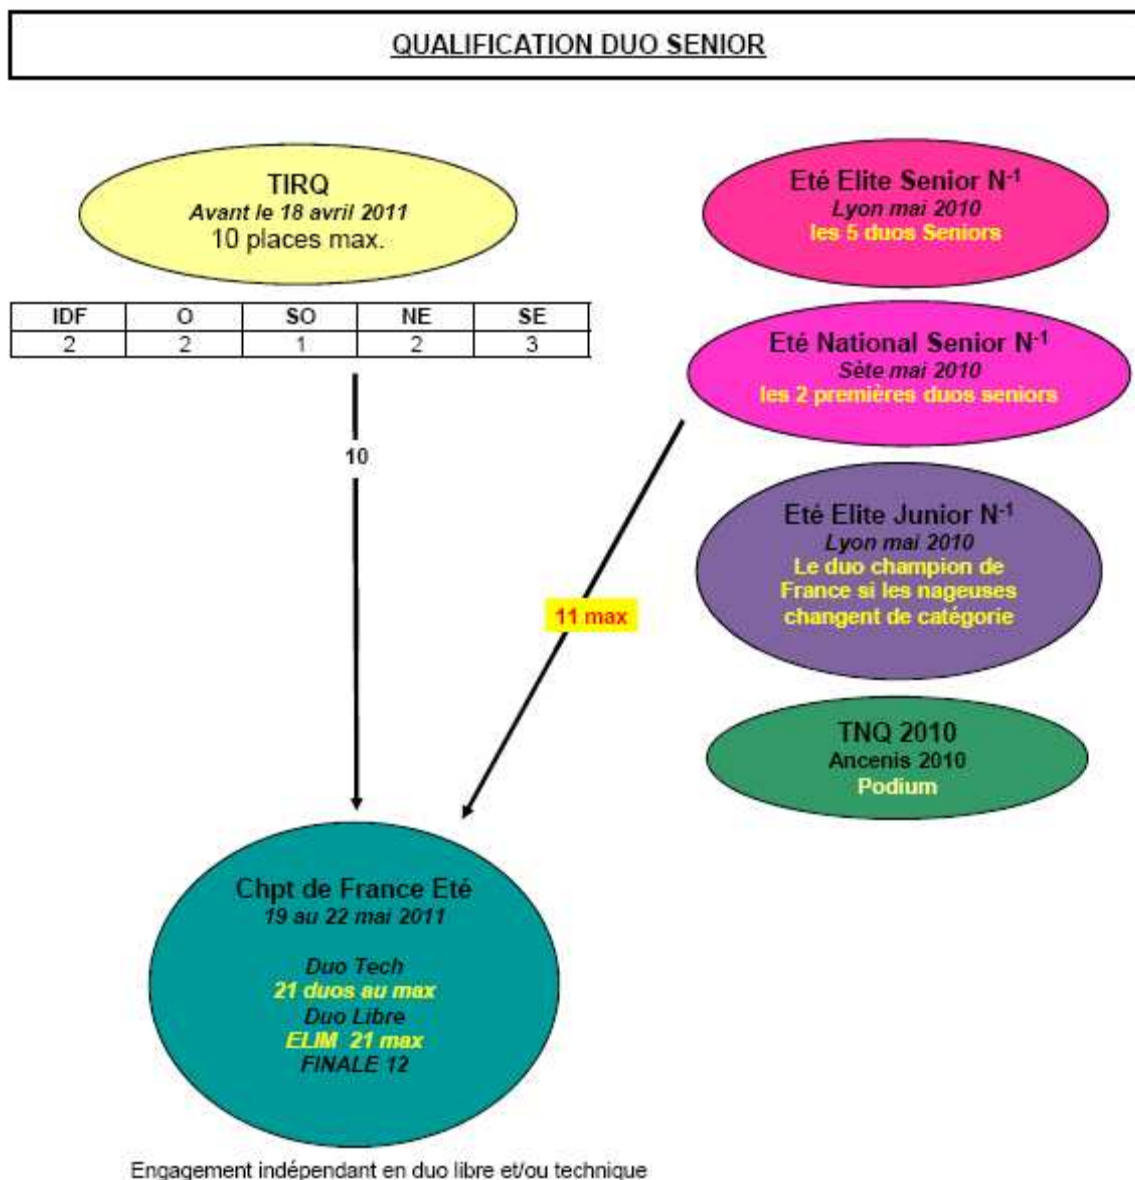 QUALIFICATION DUO SENIOR
TIRQ
Avant le 18 avril 2011
10 places max.
IDF O SO NE SE
2 2 1 2 3
10
Eté Elite Senior N-1
Lyon mai 2010
les 5 duos Seniors
Eté National Senior N-1
Sète mai 2010
les 2 premières duos seniors
Eté Elite Junior N-1
Lyon mai 2010
Le duo champion de
France si les nageuses
changent de catégorie
TNQ 2010
Ancenis 2010
Podium
11 max
Chpt de France Eté
19 au 22 mai 2011
Duo Tech
21 duos au max
Duo Libre
ELIM 21 max
FINALE 12
Engagement indépendant en duo libre et/ou technique